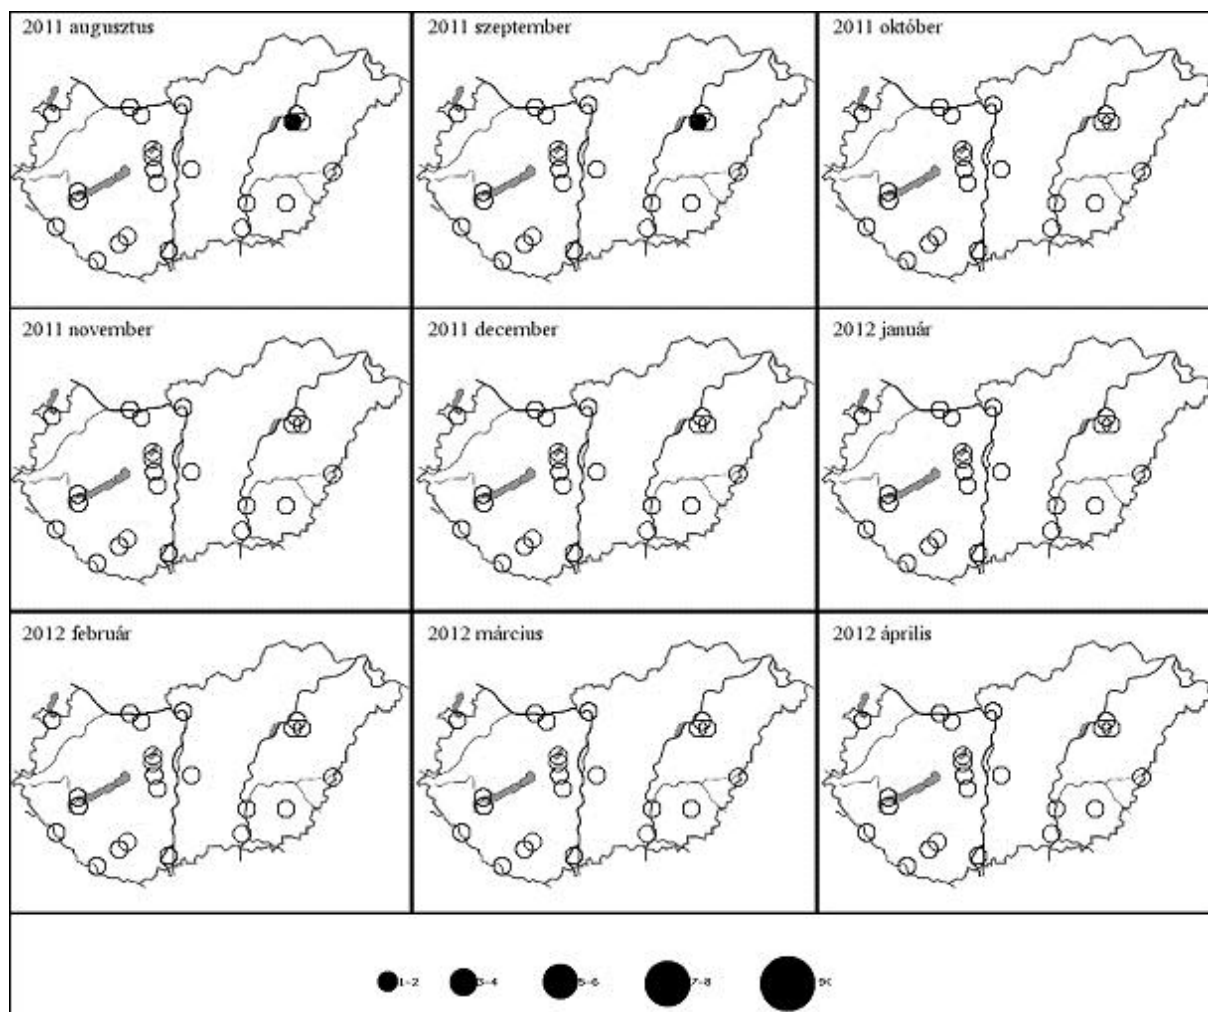 2011 augusztus
2011 szeptember
2011 október
2011 november
2011 december
2012 január
2012 február
2012 március
2012 április
1-2 3-4 5-6 7-8